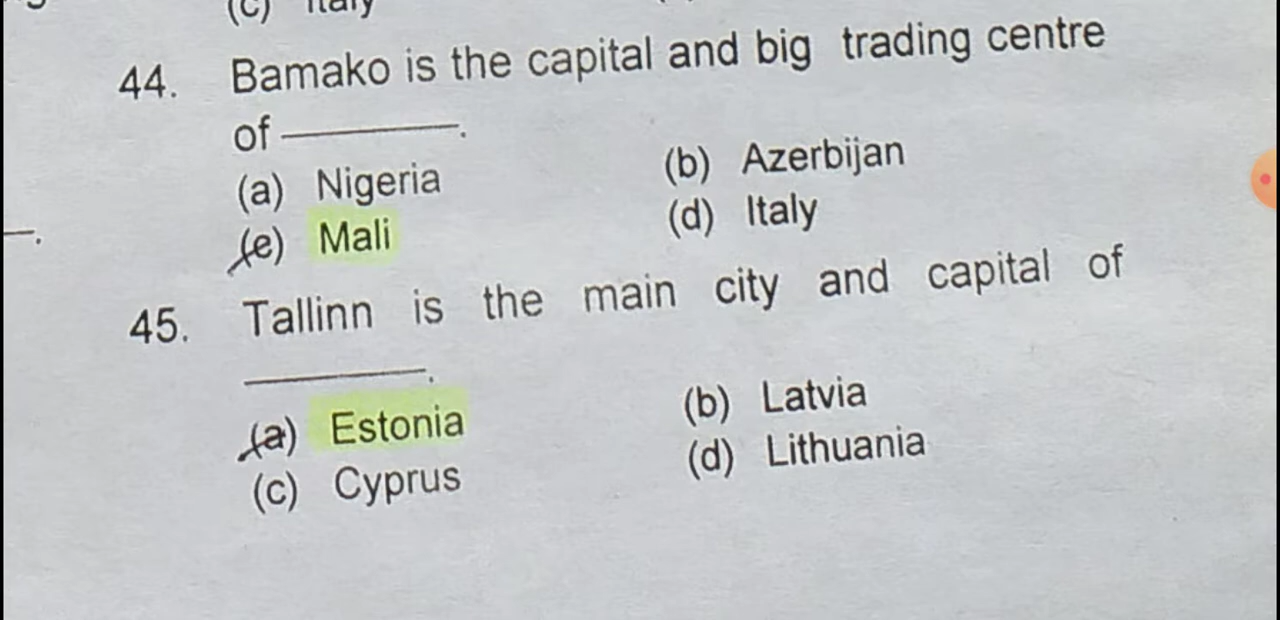 (c) Italy
44. Bamako is the capital and big trading centre
of ________.
(a) Nigeria (b) Azerbijan
(c) Mali (d) Italy
45. Tallinn is the main city and capital of
________.
(a) Estonia (b) Latvia
(c) Cyprus (d) Lithuania